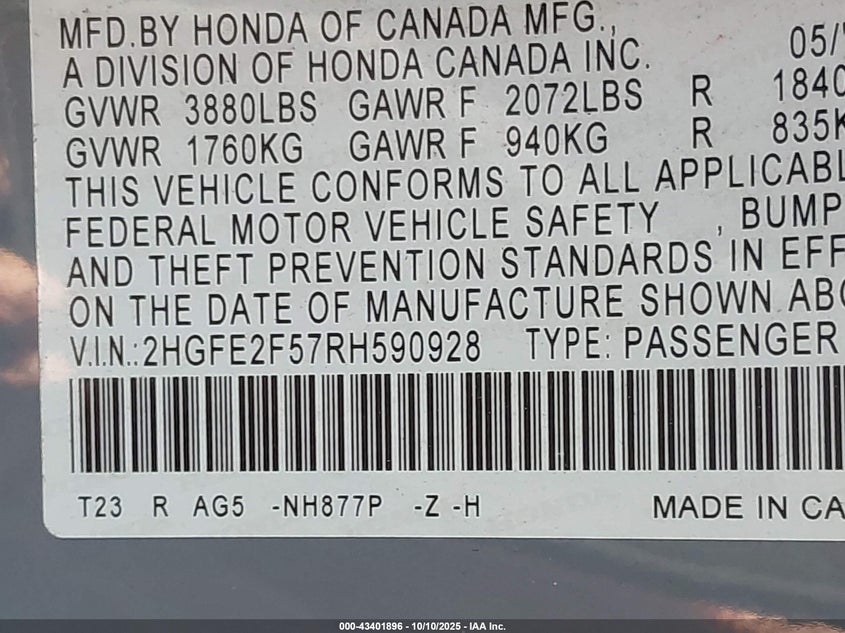 MFD.BY HONDA OF CANADA MFG.,
A DIVISION OF HONDA CANADA INC. 05/
GVWR 3880LBS GAWR F 2072LBS R 1840
GVWR 1760KG GAWR F 940KG R 835K
THIS VEHICLE CONFORMS TO ALL APPLICABL
FEDERAL MOTOR VEHICLE SAFETY , BUMP
AND THEFT PREVENTION STANDARDS IN EFF
ON THE DATE OF MANUFACTURE SHOWN ABO
V.I.N.:2HGFE2F57RH590928 TYPE: PASSENGER
T23 R AG5 -NH877P -Z -H MADE IN CA
000-43401896 - 10/10/2025 - IAA Inc.